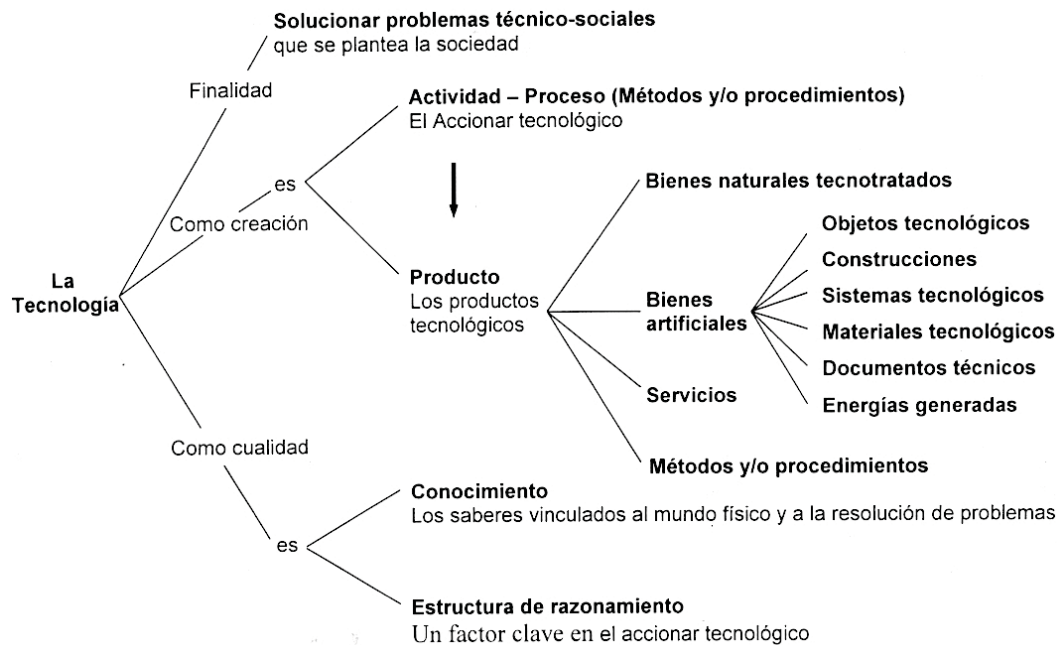 Solucionar problemas técnico-sociales
que se plantea la sociedad
Finalidad
Actividad – Proceso (Métodos y/o procedimientos)
El Accionar tecnológico
es
Como creación
Bienes naturales tecnotratados
Objetos tecnológicos
Construcciones
La
Tecnología
Producto
Los productos
tecnológicos
Bienes
artificiales
Sistemas tecnológicos
Materiales tecnológicos
Documentos técnicos
Servicios
Energías generadas
Como cualidad
Métodos y/o procedimientos
Conocimiento
Los saberes vinculados al mundo físico y a la resolución de problemas
es
Estructura de razonamiento
Un factor clave en el accionar tecnológico